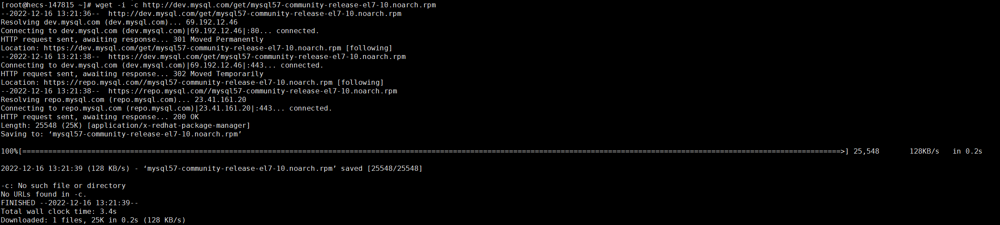 [root@hecs-147815 ~]# wget -i -c http://dev.mysql.com/get/mysql57-community-release-el7-10.noarch.rpm
--2022-12-16 13:21:36--  http://dev.mysql.com/get/mysql57-community-release-el7-10.noarch.rpm
Resolving dev.mysql.com (dev.mysql.com)... 69.192.12.46
Connecting to dev.mysql.com (dev.mysql.com)|69.192.12.46|:80... connected.
HTTP request sent, awaiting response... 301 Moved Permanently
Location: https://dev.mysql.com/get/mysql57-community-release-el7-10.noarch.rpm [following]
--2022-12-16 13:21:38--  https://dev.mysql.com/get/mysql57-community-release-el7-10.noarch.rpm
Connecting to dev.mysql.com (dev.mysql.com)|69.192.12.46|:443... connected.
HTTP request sent, awaiting response... 302 Moved Temporarily
Location: https://repo.mysql.com//mysql57-community-release-el7-10.noarch.rpm [following]
--2022-12-16 13:21:38--  https://repo.mysql.com//mysql57-community-release-el7-10.noarch.rpm
Resolving repo.mysql.com (repo.mysql.com)... 23.41.161.20
Connecting to repo.mysql.com (repo.mysql.com)|23.41.161.20|:443... connected.
HTTP request sent, awaiting response... 200 OK
Length: 25548 (25K) [application/x-redhat-package-manager]
Saving to: ‘mysql57-community-release-el7-10.noarch.rpm’
100%[==============================================================================================================================================================================================>] 25,548       128KB/s   in 0.2s
2022-12-16 13:21:39 (128 KB/s) - ‘mysql57-community-release-el7-10.noarch.rpm’ saved [25548/25548]
-c: No such file or directory
No URLs found in -c.
FINISHED --2022-12-16 13:21:39--
Total wall clock time: 3.4s
Downloaded: 1 files, 25K in 0.2s (128 KB/s)